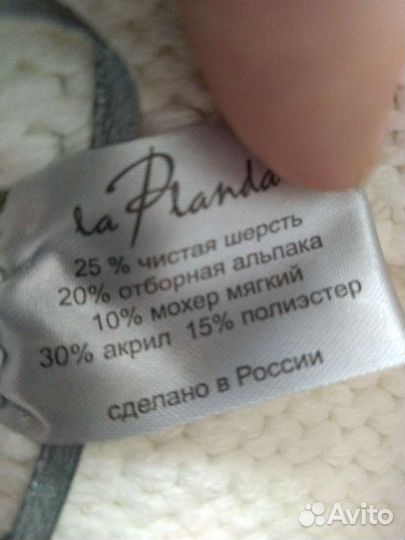 la Planda
25 % чистая шерсть
20% отборная альпака
10% мохер мягкий
30% акрил 15% полиэстер
сделано в России
Avito